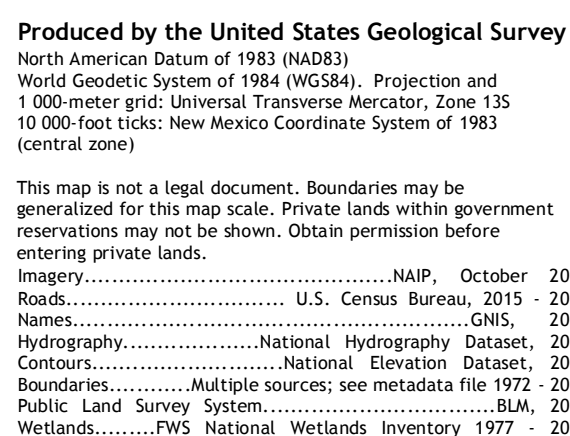 Produced by the United States Geological Survey
North American Datum of 1983 (NAD83)
World Geodetic System of 1984 (WGS84). Projection and
1 000-meter grid: Universal Transverse Mercator, Zone 13S
10 000-foot ticks: New Mexico Coordinate System of 1983
(central zone)
This map is not a legal document. Boundaries may be
generalized for this map scale. Private lands within government
reservations may not be shown. Obtain permission before
entering private lands.
Imagery.............................................NAIP, October 20
Roads................................ U.S. Census Bureau, 2015 - 20
Names..........................................................GNIS, 20
Hydrography....................National Hydrography Dataset, 20
Contours............................National Elevation Dataset, 20
Boundaries............Multiple sources; see metadata file 1972 - 20
Public Land Survey System..................................BLM, 20
Wetlands.........FWS National Wetlands Inventory 1977 - 20